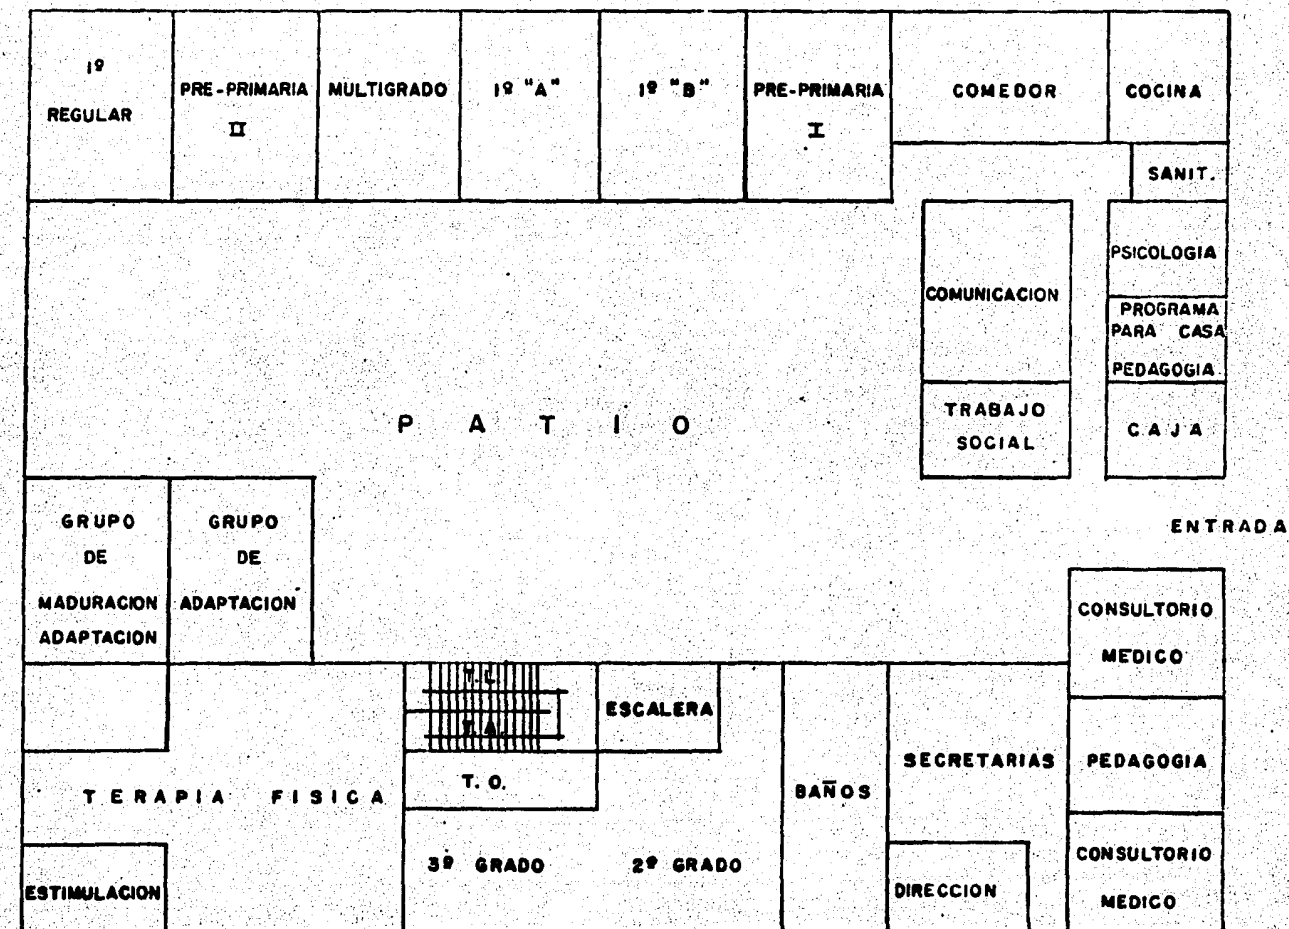 1º
REGULAR
PRE-PRIMARIA
II
MULTIGRADO
1º "A"
1º "B"
PRE-PRIMARIA
I
COMEDOR
COCINA
SANIT.
PSICOLOGIA
COMUNICACION
PROGRAMA
PARA CASA
PEDAGOGIA
TRABAJO
SOCIAL
CAJA
PATIO
ENTRADA
GRUPO
DE
MADURACION
ADAPTACION
GRUPO
DE
ADAPTACION
CONSULTORIO
MEDICO
T.L.
T.A.
ESCALERA
T.O.
TERAPIA FISICA
BAÑOS
SECRETARIAS
PEDAGOGIA
3º GRADO
2º GRADO
ESTIMULACION
DIRECCION
CONSULTORIO
MEDICO